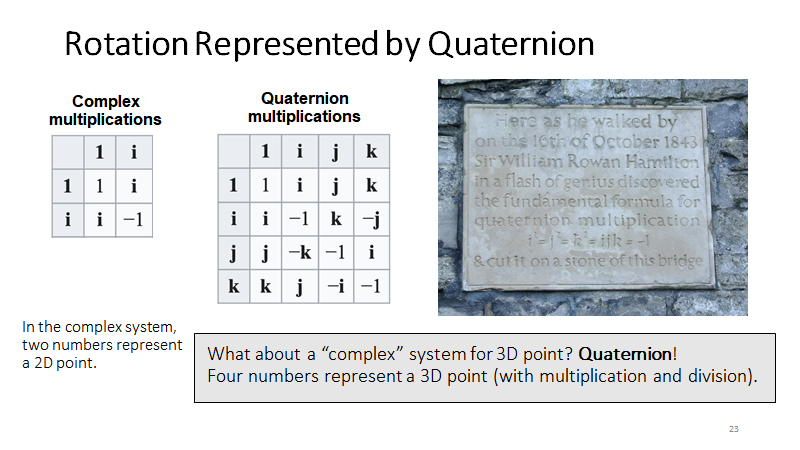 Rotation Represented by Quaternion
Complex
multiplications
1 i
1 1 i
i i −1
Quaternion
multiplications
1 i j k
1 1 i j k
i i −1 k −j
j j −k −1 i
k k j −i −1
Here as he walked by
on the 16th of October 1843
Sir William Rowan Hamilton
in a flash of genius discovered
the fundamental formula for
quaternion multiplication
i² = j² = k² = ijk = −1
& cut it on a stone of this bridge
In the complex system,
two numbers represent
a 2D point.
What about a “complex” system for 3D point? Quaternion!
Four numbers represent a 3D point (with multiplication and division).
23